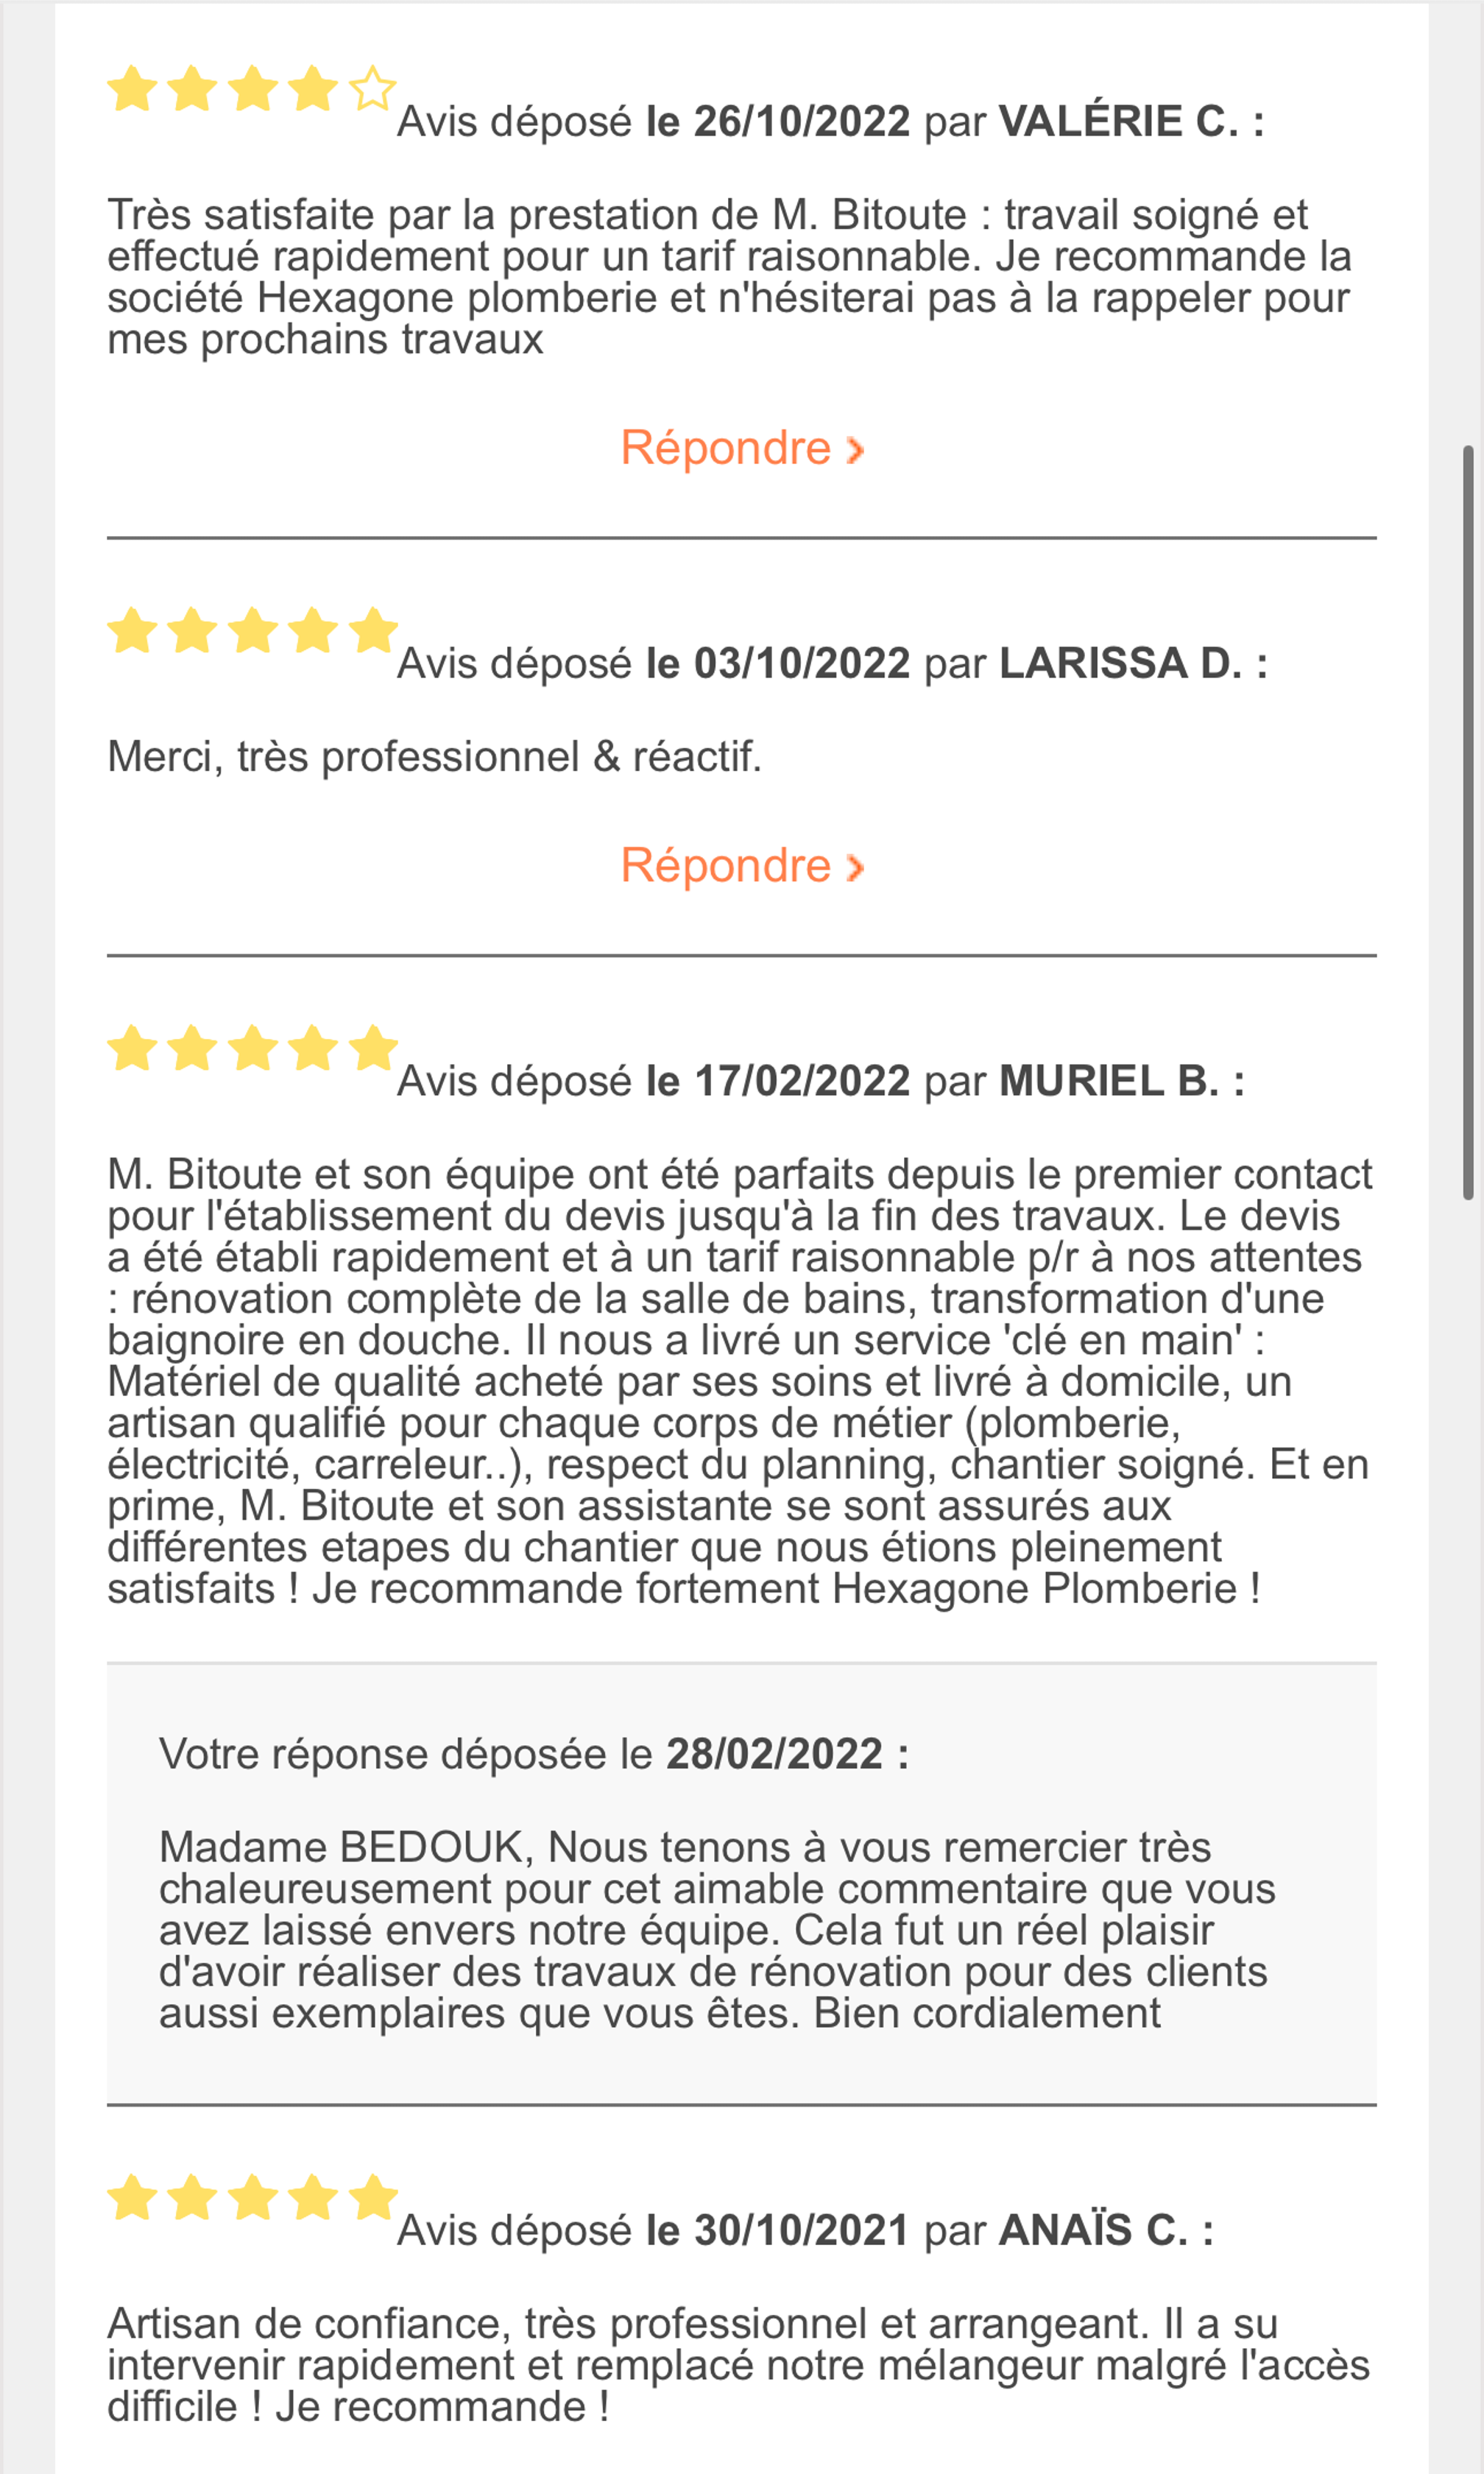 Avis déposé le 26/10/2022 par VALÉRIE C. :
Très satisfaite par la prestation de M. Bitoute : travail soigné et
effectué rapidement pour un tarif raisonnable. Je recommande la
société Hexagone plomberie et n'hésiterai pas à la rappeler pour
mes prochains travaux
Répondre
Avis déposé le 03/10/2022 par LARISSA D. :
Merci, très professionnel & réactif.
Répondre
Avis déposé le 17/02/2022 par MURIEL B. :
M. Bitoute et son équipe ont été parfaits depuis le premier contact
pour l'établissement du devis jusqu'à la fin des travaux. Le devis
a été établi rapidement et à un tarif raisonnable p/r à nos attentes
: rénovation complète de la salle de bains, transformation d'une
baignoire en douche. Il nous a livré un service 'clé en main' :
Matériel de qualité acheté par ses soins et livré à domicile, un
artisan qualifié pour chaque corps de métier (plomberie,
électricité, carreleur..), respect du planning, chantier soigné. Et en
prime, M. Bitoute et son assistante se sont assurés aux
différentes etapes du chantier que nous étions pleinement
satisfaits ! Je recommande fortement Hexagone Plomberie !
Votre réponse déposée le 28/02/2022 :
Madame BEDOUK, Nous tenons à vous remercier très
chaleureusement pour cet aimable commentaire que vous
avez laissé envers notre équipe. Cela fut un réel plaisir
d'avoir réaliser des travaux de rénovation pour des clients
aussi exemplaires que vous êtes. Bien cordialement
Avis déposé le 30/10/2021 par ANAÏS C. :
Artisan de confiance, très professionnel et arrangeant. Il a su
intervenir rapidement et remplacé notre mélangeur malgré l'accès
difficile ! Je recommande !